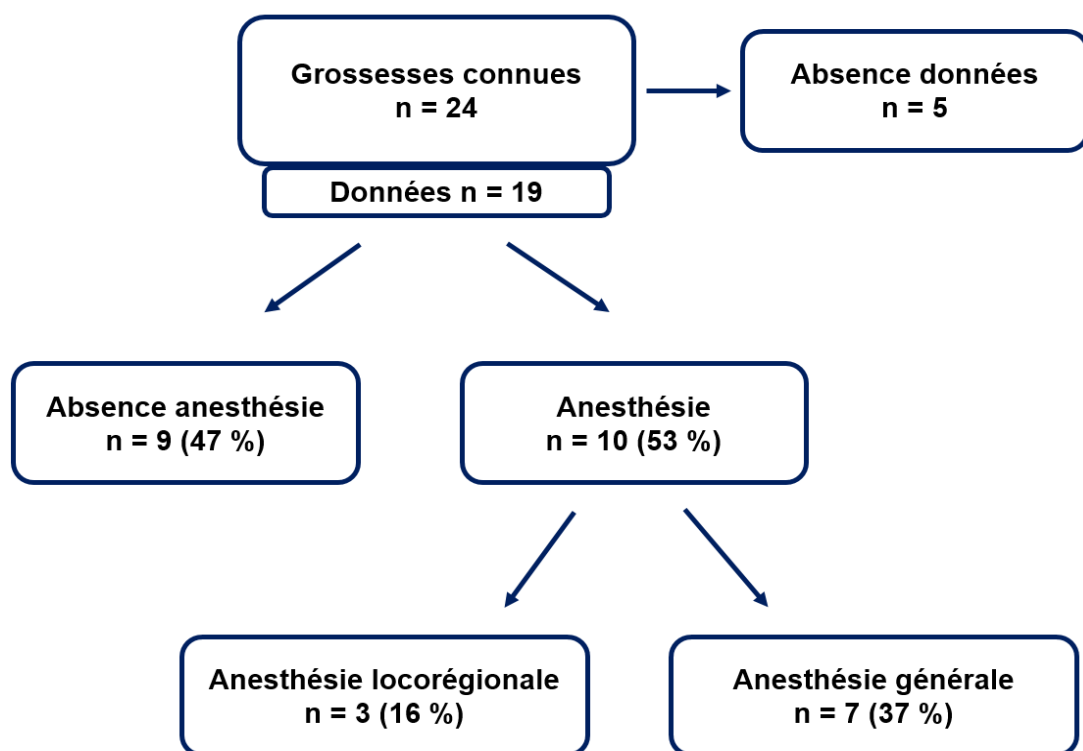 Grossesses connues
n = 24
Absence données
n = 5
Données n = 19
Absence anesthésie
n = 9 (47 %)
Anesthésie
n = 10 (53 %)
Anesthésie locorégionale
n = 3 (16 %)
Anesthésie générale
n = 7 (37 %)